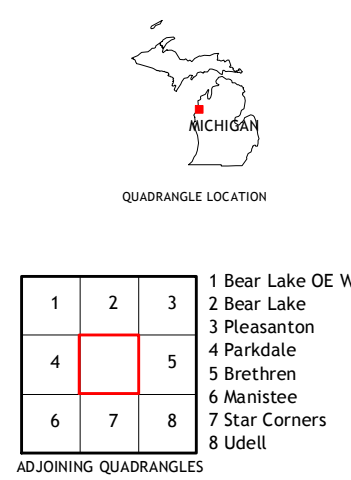 MICHIGAN
QUADRANGLE LOCATION
1 2 3
4 5
6 7 8
1 Bear Lake OE W
2 Bear Lake
3 Pleasanton
4 Parkdale
5 Brethren
6 Manistee
7 Star Corners
8 Udell
ADJOINING QUADRANGLES